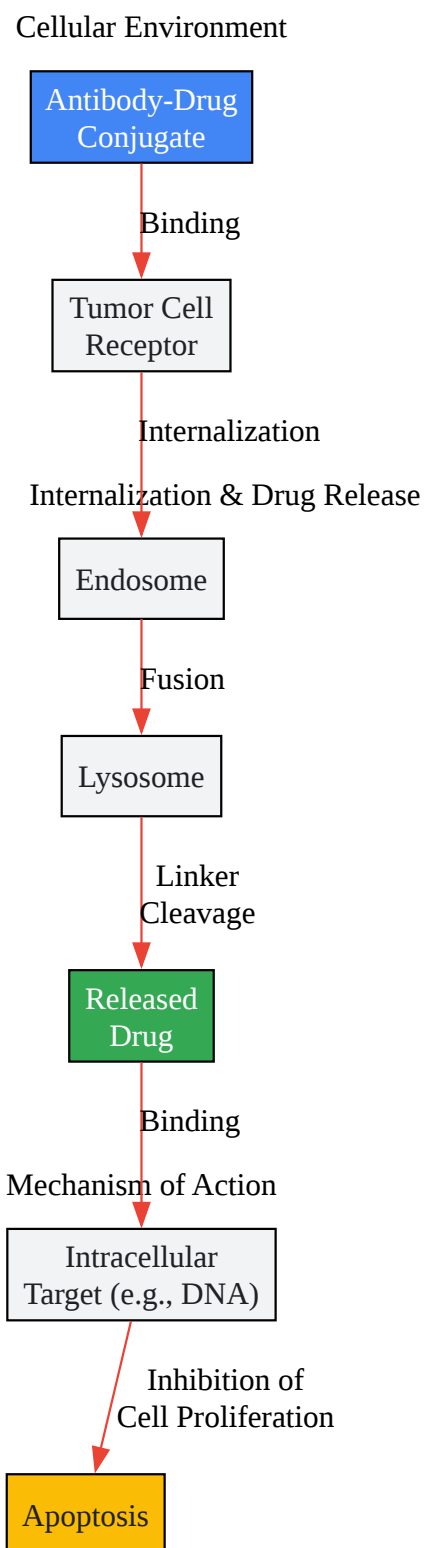 Cellular Environment
Antibody-Drug
Conjugate
Binding
Tumor Cell
Receptor
Internalization
Internalization & Drug Release
Endosome
Fusion
Lysosome
Linker
Cleavage
Released
Drug
Binding
Mechanism of Action
Intracellular
Target (e.g., DNA)
Inhibition of
Cell Proliferation
Apoptosis